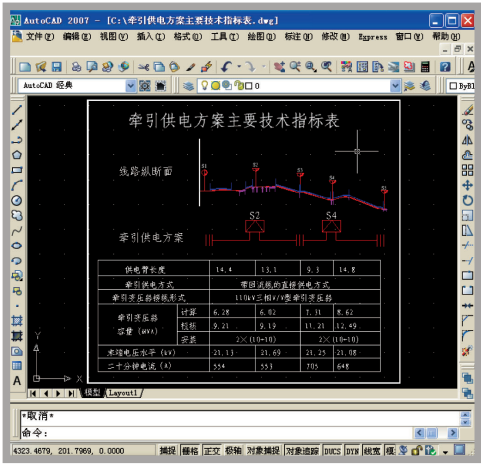 AutoCAD 2007 - [C:\牵引供电方案主要技术指标表.dwg]
文件(F) 编辑(E) 视图(V) 插入(I) 格式(O) 工具(T) 绘图(D) 标注(N) 修改(M) Express 窗口(W) 帮助(H)
AutoCAD 经典 0 ByBl
牵引供电方案主要技术指标表
线路纵断面
S1 S2 S3 S4
S2 S4
牵引供电方案
供电臂长度 14.4 13.1 9.3 14.8
牵引供电方式 带回流线的直接供电方式
牵引变压器接线形式 110kV三相V/V型牵引变压器
牵引变压器容量 (MVA) 计算 6.28 6.02 7.31 8.62
校核 9.21 9.19 11.21 12.49
安装 2×(10+10) 2×(10+10)
末端电压水平 (kV) 21.13 21.69 21.25 21.08
二十分钟电流 (A) 554 553 705 648
Y
X
模型 Layout1
*取消*
命令:
4323.4679, 201.7969, 0.0000 捕捉 栅格 正交 极轴 对象捕捉 对象追踪 DUCS DYN 线宽 模